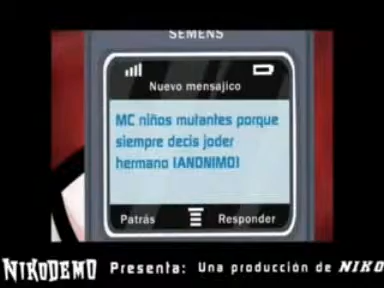 SEMENS
Nuevo mensajico
MC niños mutantes porque
siempre decis joder
hermano (ANONIMO)
Patrás
Responder
NIKODEMO Presenta: Una producción de NIKO